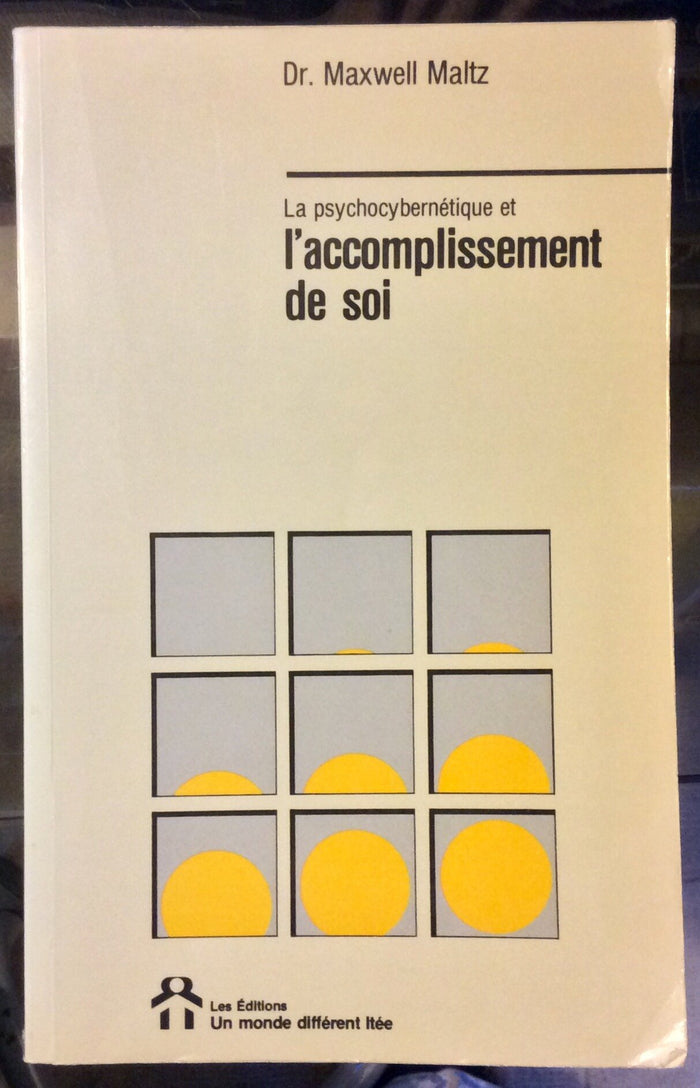 Dr. Maxwell Maltz
La psychocybernétique et
l'accomplissement
de soi
Les Éditions
Un monde différent ltée